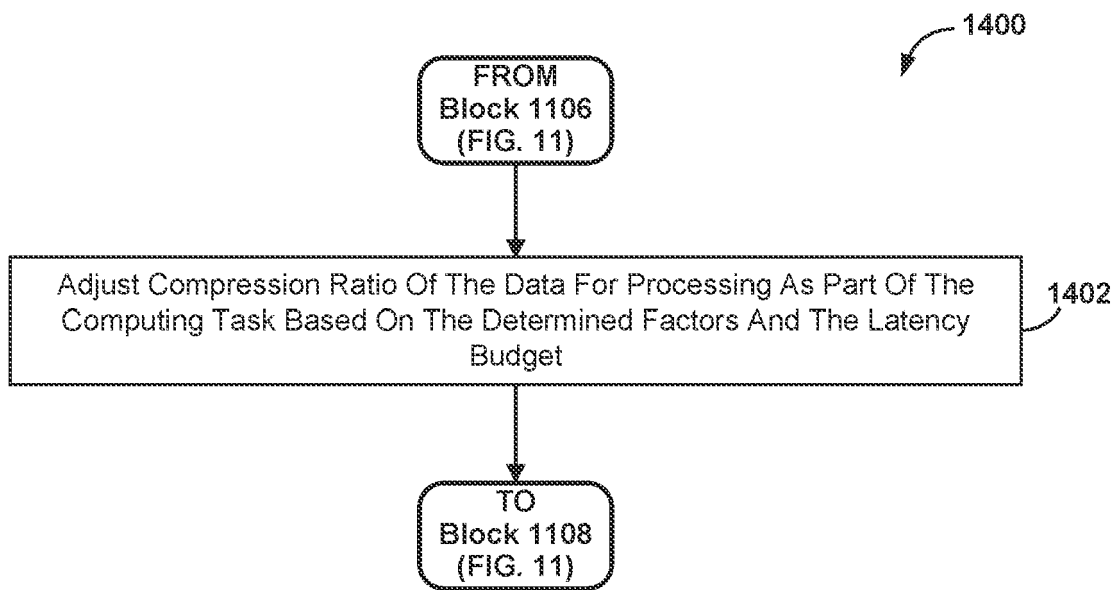 1400
FROM
Block 1106
(FIG. 11)
Adjust Compression Ratio Of The Data For Processing As Part Of The
Computing Task Based On The Determined Factors And The Latency
Budget
1402
TO
Block 1108
(FIG. 11)